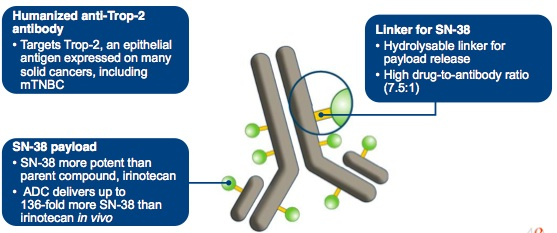 Humanized anti-Trop-2
antibody
• Targets Trop-2, an epithelial
antigen expressed on many
solid cancers, including
mTNBC
Linker for SN-38
• Hydrolysable linker for
payload release
• High drug-to-antibody ratio
(7.5:1)
SN-38 payload
• SN-38 more potent than
parent compound, irinotecan
• ADC delivers up to
136-fold more SN-38 than
irinotecan in vivo